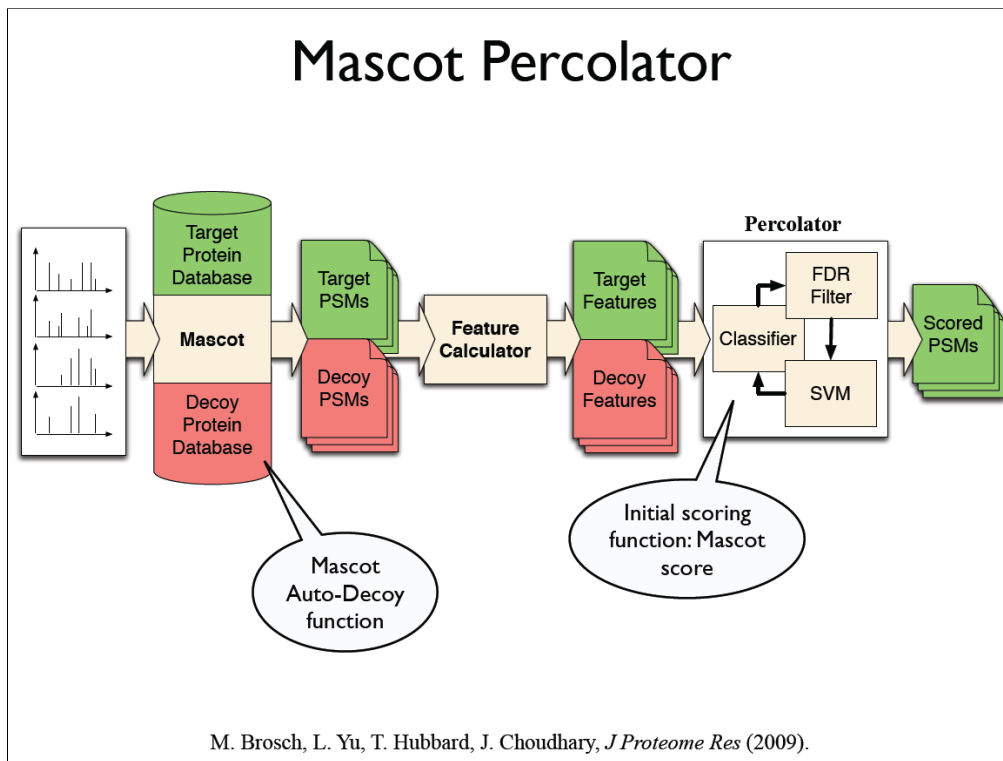 Mascot Percolator
Target
Protein
Database
Mascot
Decoy
Protein
Database
Target
PSMs
Decoy
PSMs
Feature
Calculator
Target
Features
Decoy
Features
Percolator
FDR
Filter
Classifier
SVM
Scored
PSMs
Mascot
Auto-Decoy
function
Initial scoring
function: Mascot
score
M. Brosch, L. Yu, T. Hubbard, J. Choudhary, J Proteome Res (2009).